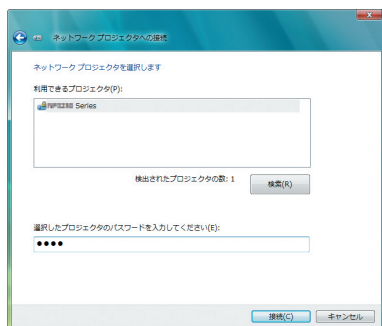 ネットワーク プロジェクタへの接続
ネットワーク プロジェクタを選択します
利用できるプロジェクタ(P):
Series
検出されたプロジェクタの数: 1
検索(R)
選択したプロジェクタのパスワードを入力してください(E):
●●●●
接続(C)
キャンセル